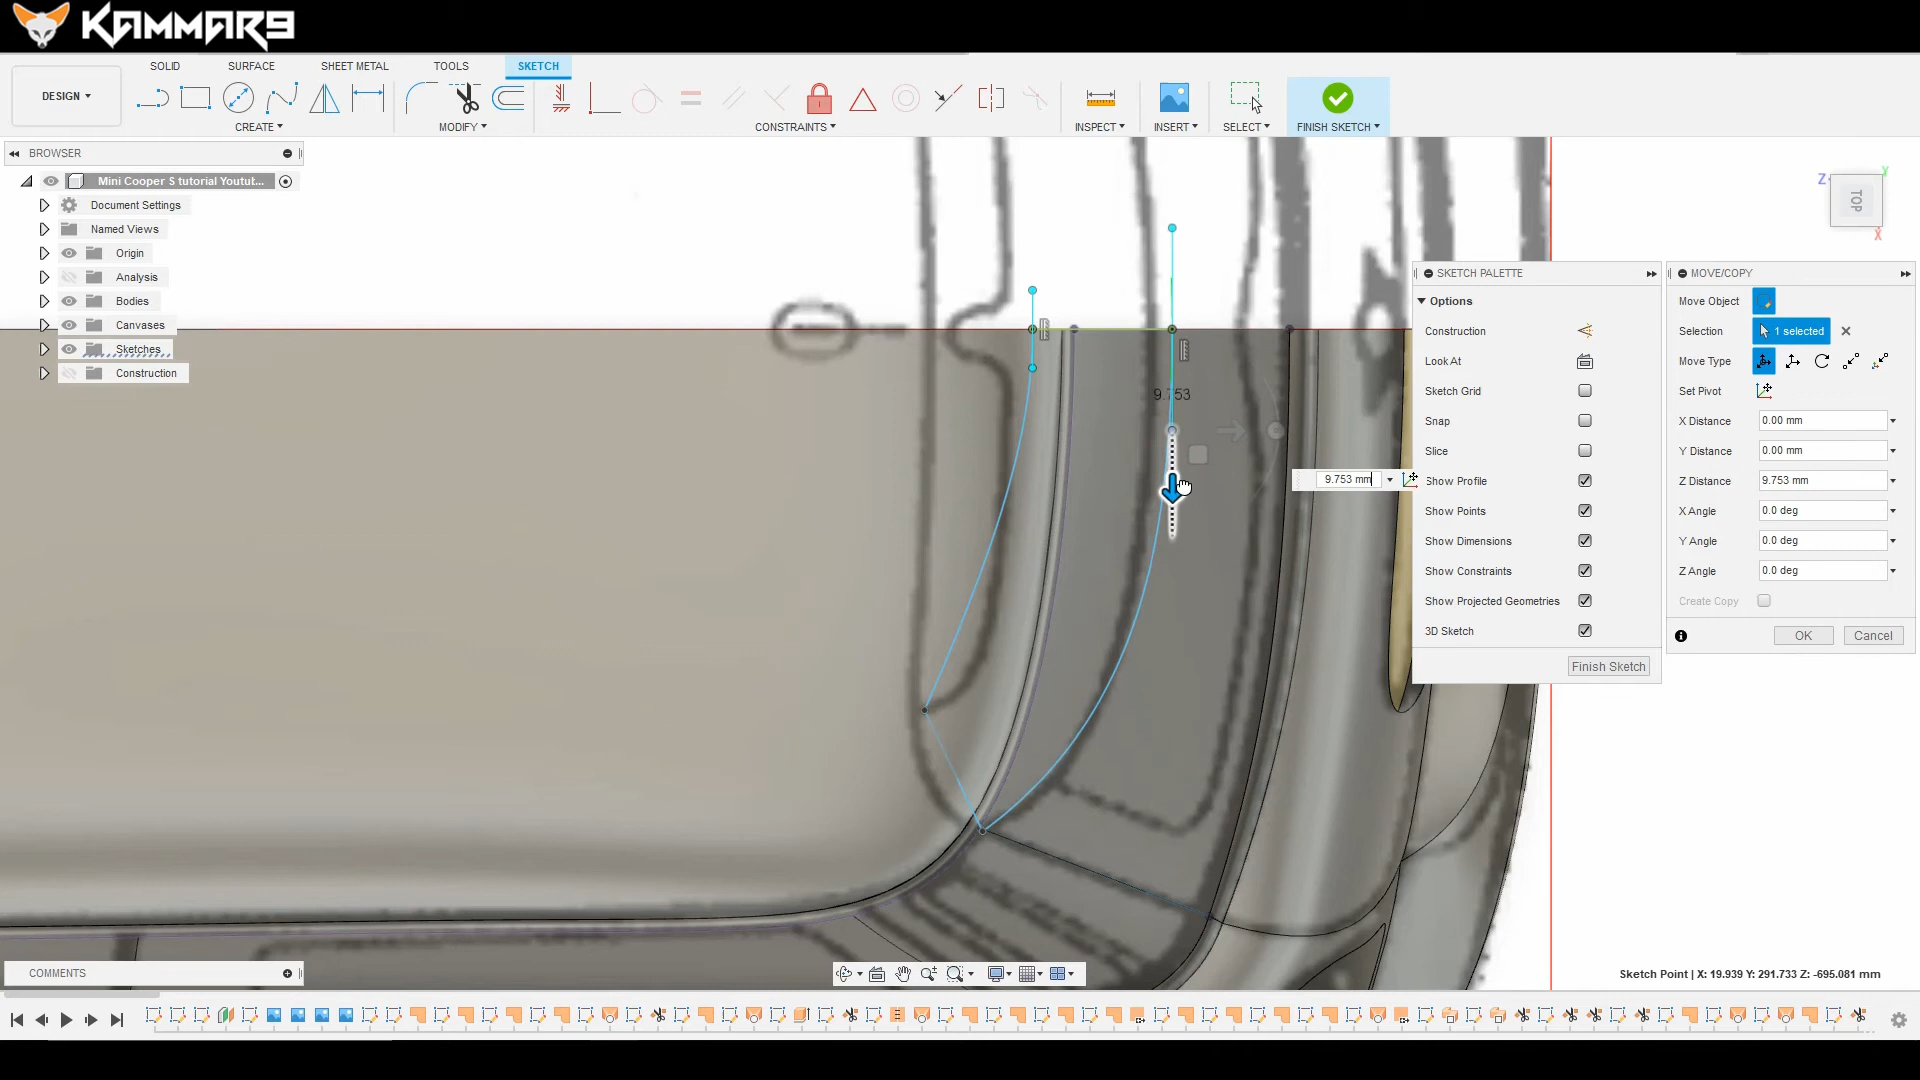 KAMMAR9
SOLID SURFACE SHEET METAL TOOLS SKETCH
DESIGN
CREATE MODIFY CONSTRAINTS INSPECT INSERT SELECT FINISH SKETCH
BROWSER
Mini Cooper S tutorial Youtut...
Document Settings
Named Views
Origin
Analysis
Bodies
Canvases
Sketches
Construction
9.753
9.753 mm
Z Y
TOP
X
SKETCH PALETTE
Options
Construction
Look At
Sketch Grid
Snap
Slice
Show Profile
Show Points
Show Dimensions
Show Constraints
Show Projected Geometries
3D Sketch
Finish Sketch
MOVE/COPY
Move Object
Selection 1 selected
Move Type
Set Pivot
X Distance 0.00 mm
Y Distance 0.00 mm
Z Distance 9.753 mm
X Angle 0.0 deg
Y Angle 0.0 deg
Z Angle 0.0 deg
Create Copy
OK Cancel
COMMENTS
Sketch Point | X: 19.939 Y: 291.733 Z: -695.081 mm